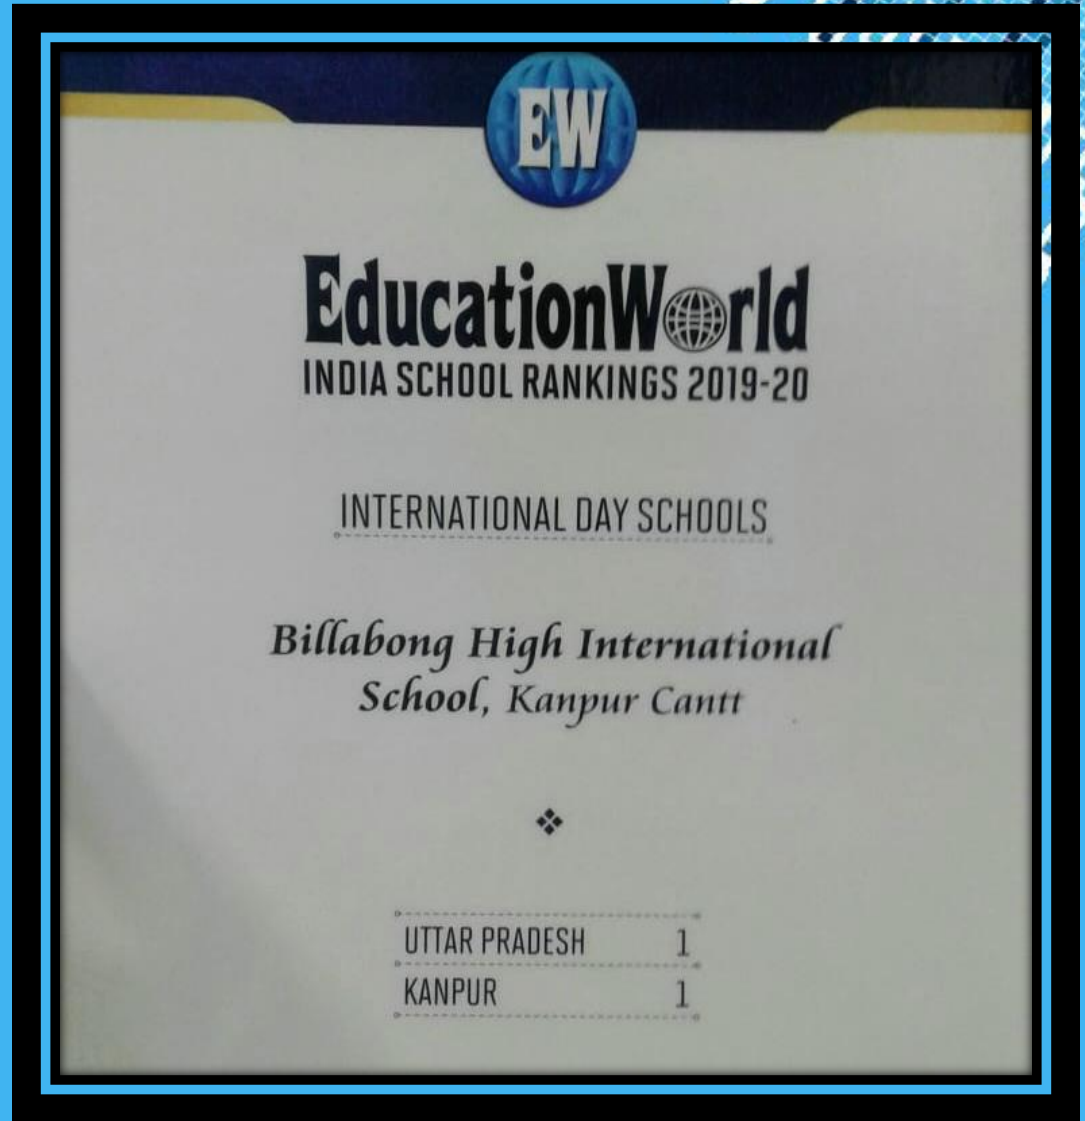 EW
EducationWorld
INDIA SCHOOL RANKINGS 2019-20
INTERNATIONAL DAY SCHOOLS
Billabong High International
School, Kanpur Cantt
UTTAR PRADESH 1
KANPUR 1